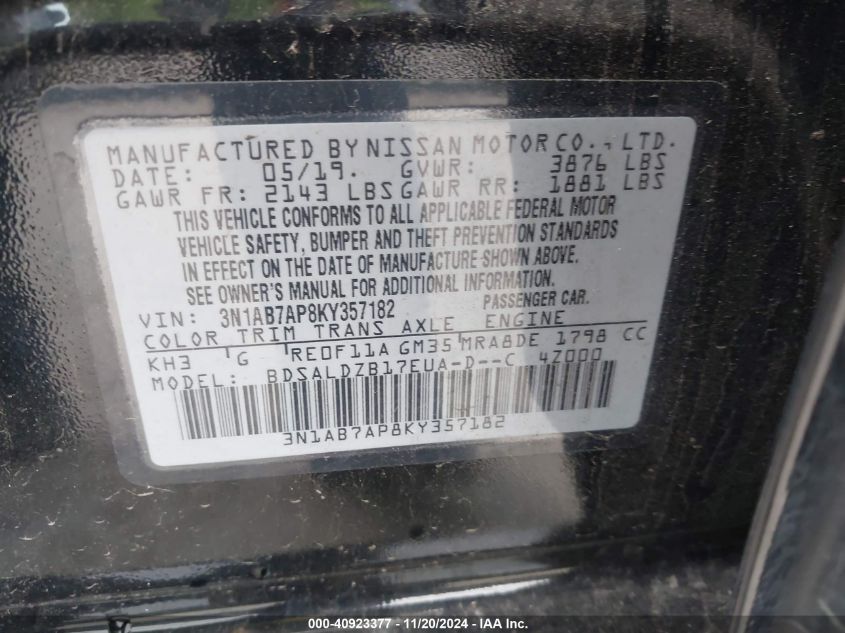 MANUFACTURED BY NISSAN MOTOR CO., LTD.
DATE: 05/19. GVWR: 3876 LBS
GAWR FR: 2143 LBS GAWR RR: 1881 LBS
THIS VEHICLE CONFORMS TO ALL APPLICABLE FEDERAL MOTOR
VEHICLE SAFETY, BUMPER AND THEFT PREVENTION STANDARDS
IN EFFECT ON THE DATE OF MANUFACTURE SHOWN ABOVE.
SEE OWNER'S MANUAL FOR ADDITIONAL INFORMATION.
VIN: 3N1AB7AP8KY357182 PASSENGER CAR.
COLOR TRIM TRANS AXLE ENGINE
KH3 G RE0F11A GM35 MRA8DE 1798 CC
MODEL: BDSALDZB17EUA-D--C 4Z000
3N1AB7AP8KY357182
000-40923377 - 11/20/2024 - IAA Inc.